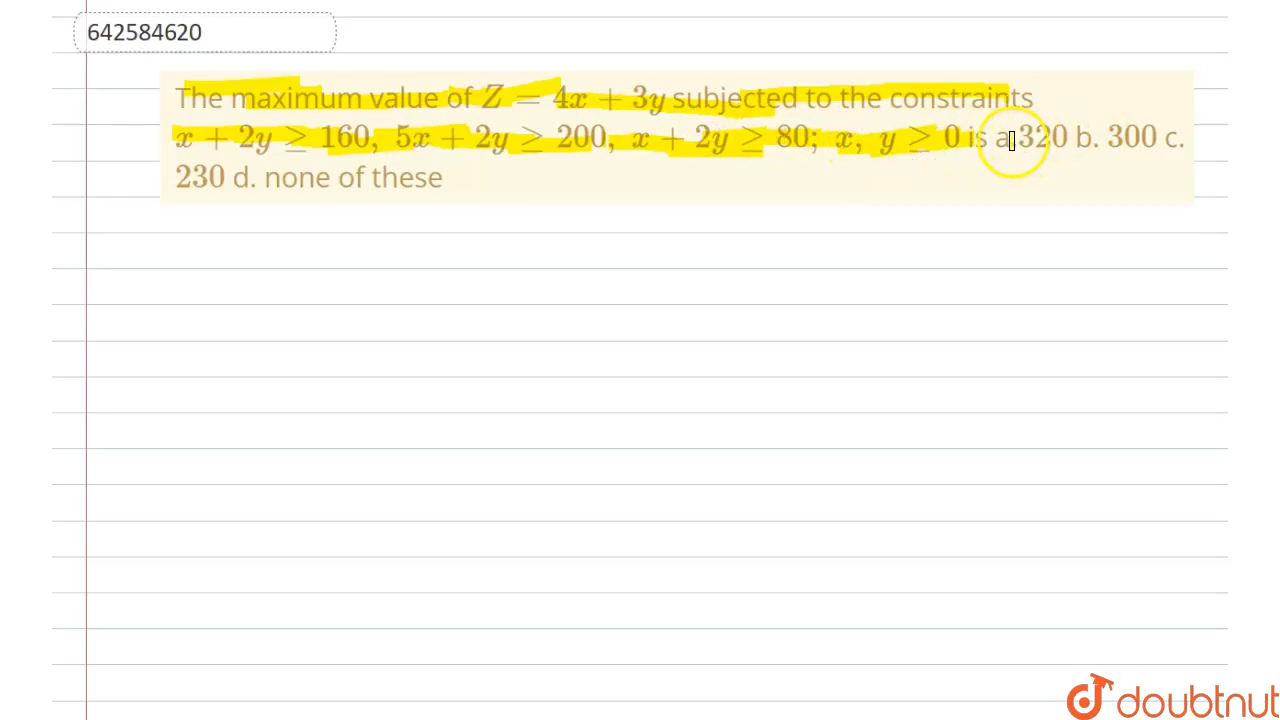 642584620
The maximum value of Z = 4x + 3y subjected to the constraints
x + 2y ≥ 160, 5x + 2y ≥ 200, x + 2y ≥ 80; x, y ≥ 0 is a 320 b. 300 c.
230 d. none of these
doubtnut